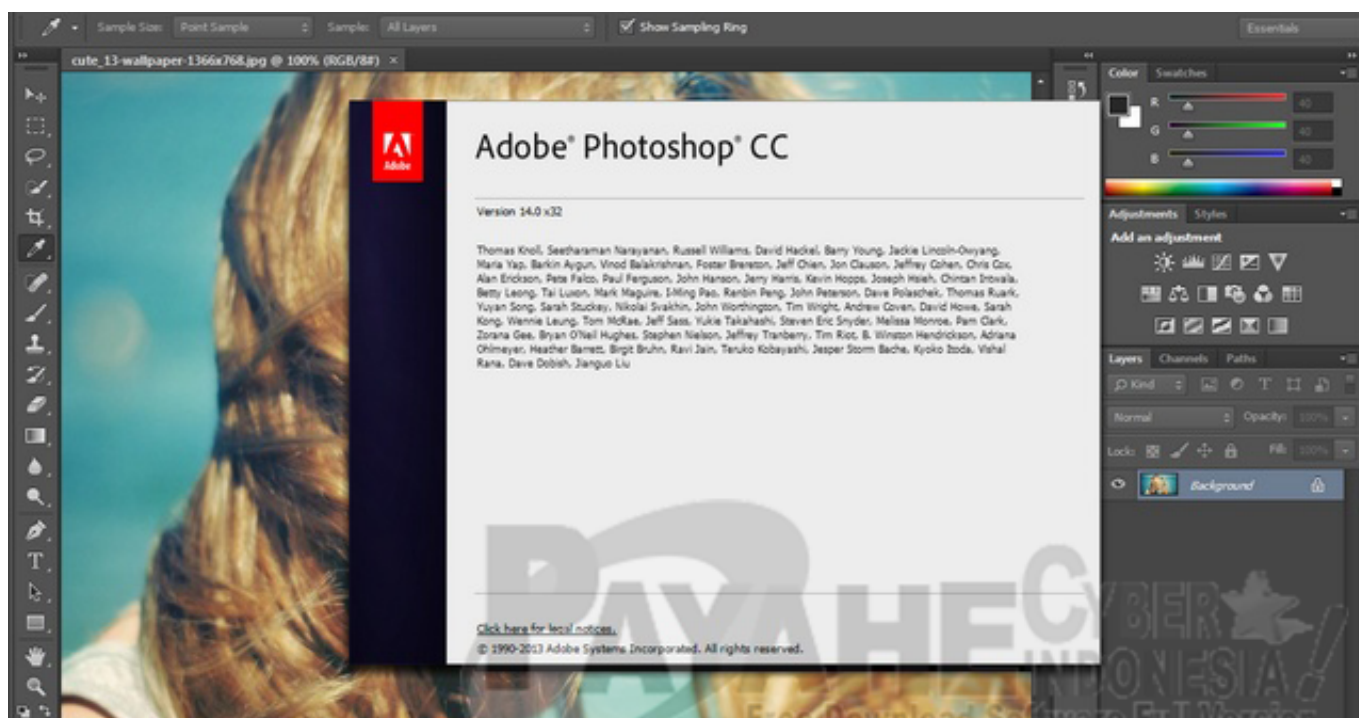 Sample Size: Point Sample Sample: All Layers Show Sampling Ring Essentials
cute_13-wallpaper-1366x768.jpg @ 100% (RGB/8#) ×
Color Swatches
R 40
G 40
B 40
Adjustments Styles
Add an adjustment
Layers Channels Paths
Kind
Normal Opacity: 100%
Lock: Fill: 100%
Background
Adobe
Adobe® Photoshop® CC
Version 14.0 x32
Thomas Knoll, Seetharaman Narayanan, Russell Williams, David Hackel, Barry Young, Jackie Lincoln-Owyang,
Maria Yap, Barkin Aygun, Vinod Balakrishnan, Foster Brereton, Jeff Chien, Jon Clauson, Jeffrey Cohen, Chris Cox,
Alan Erickson, Pete Falco, Paul Ferguson, John Hanson, Jerry Harris, Kevin Hopps, Joseph Hsieh, Chintan Intwala,
Betty Leong, Tai Luxon, Mark Maguire, I-Ming Pao, Renbin Peng, John Peterson, Dave Polaschek, Thomas Ruark,
Yuyan Song, Sarah Stuckey, Nikolai Svakhin, John Worthington, Tim Wright, Andrew Coven, David Howe, Sarah
Kong, Wennie Leung, Tom McRae, Jeff Sass, Yukie Takahashi, Steven Eric Snyder, Melissa Monroe, Pam Clark,
Zorana Gee, Bryan O'Neil Hughes, Stephen Nielson, Jeffrey Tranberry, Tim Riot, B. Winston Hendrickson, Adriana
Ohlmeyer, Heather Barrett, Birgit Bruhn, Ravi Jain, Teruko Kobayashi, Jesper Storm Bache, Kyoko Itoda, Vishal
Rana, Dave Dobish, Jianguo Liu
Click here for legal notices.
© 1990-2013 Adobe Systems Incorporated. All rights reserved.
PAYAHE CYBER
INDONESIA!
Free Download Software Full Version